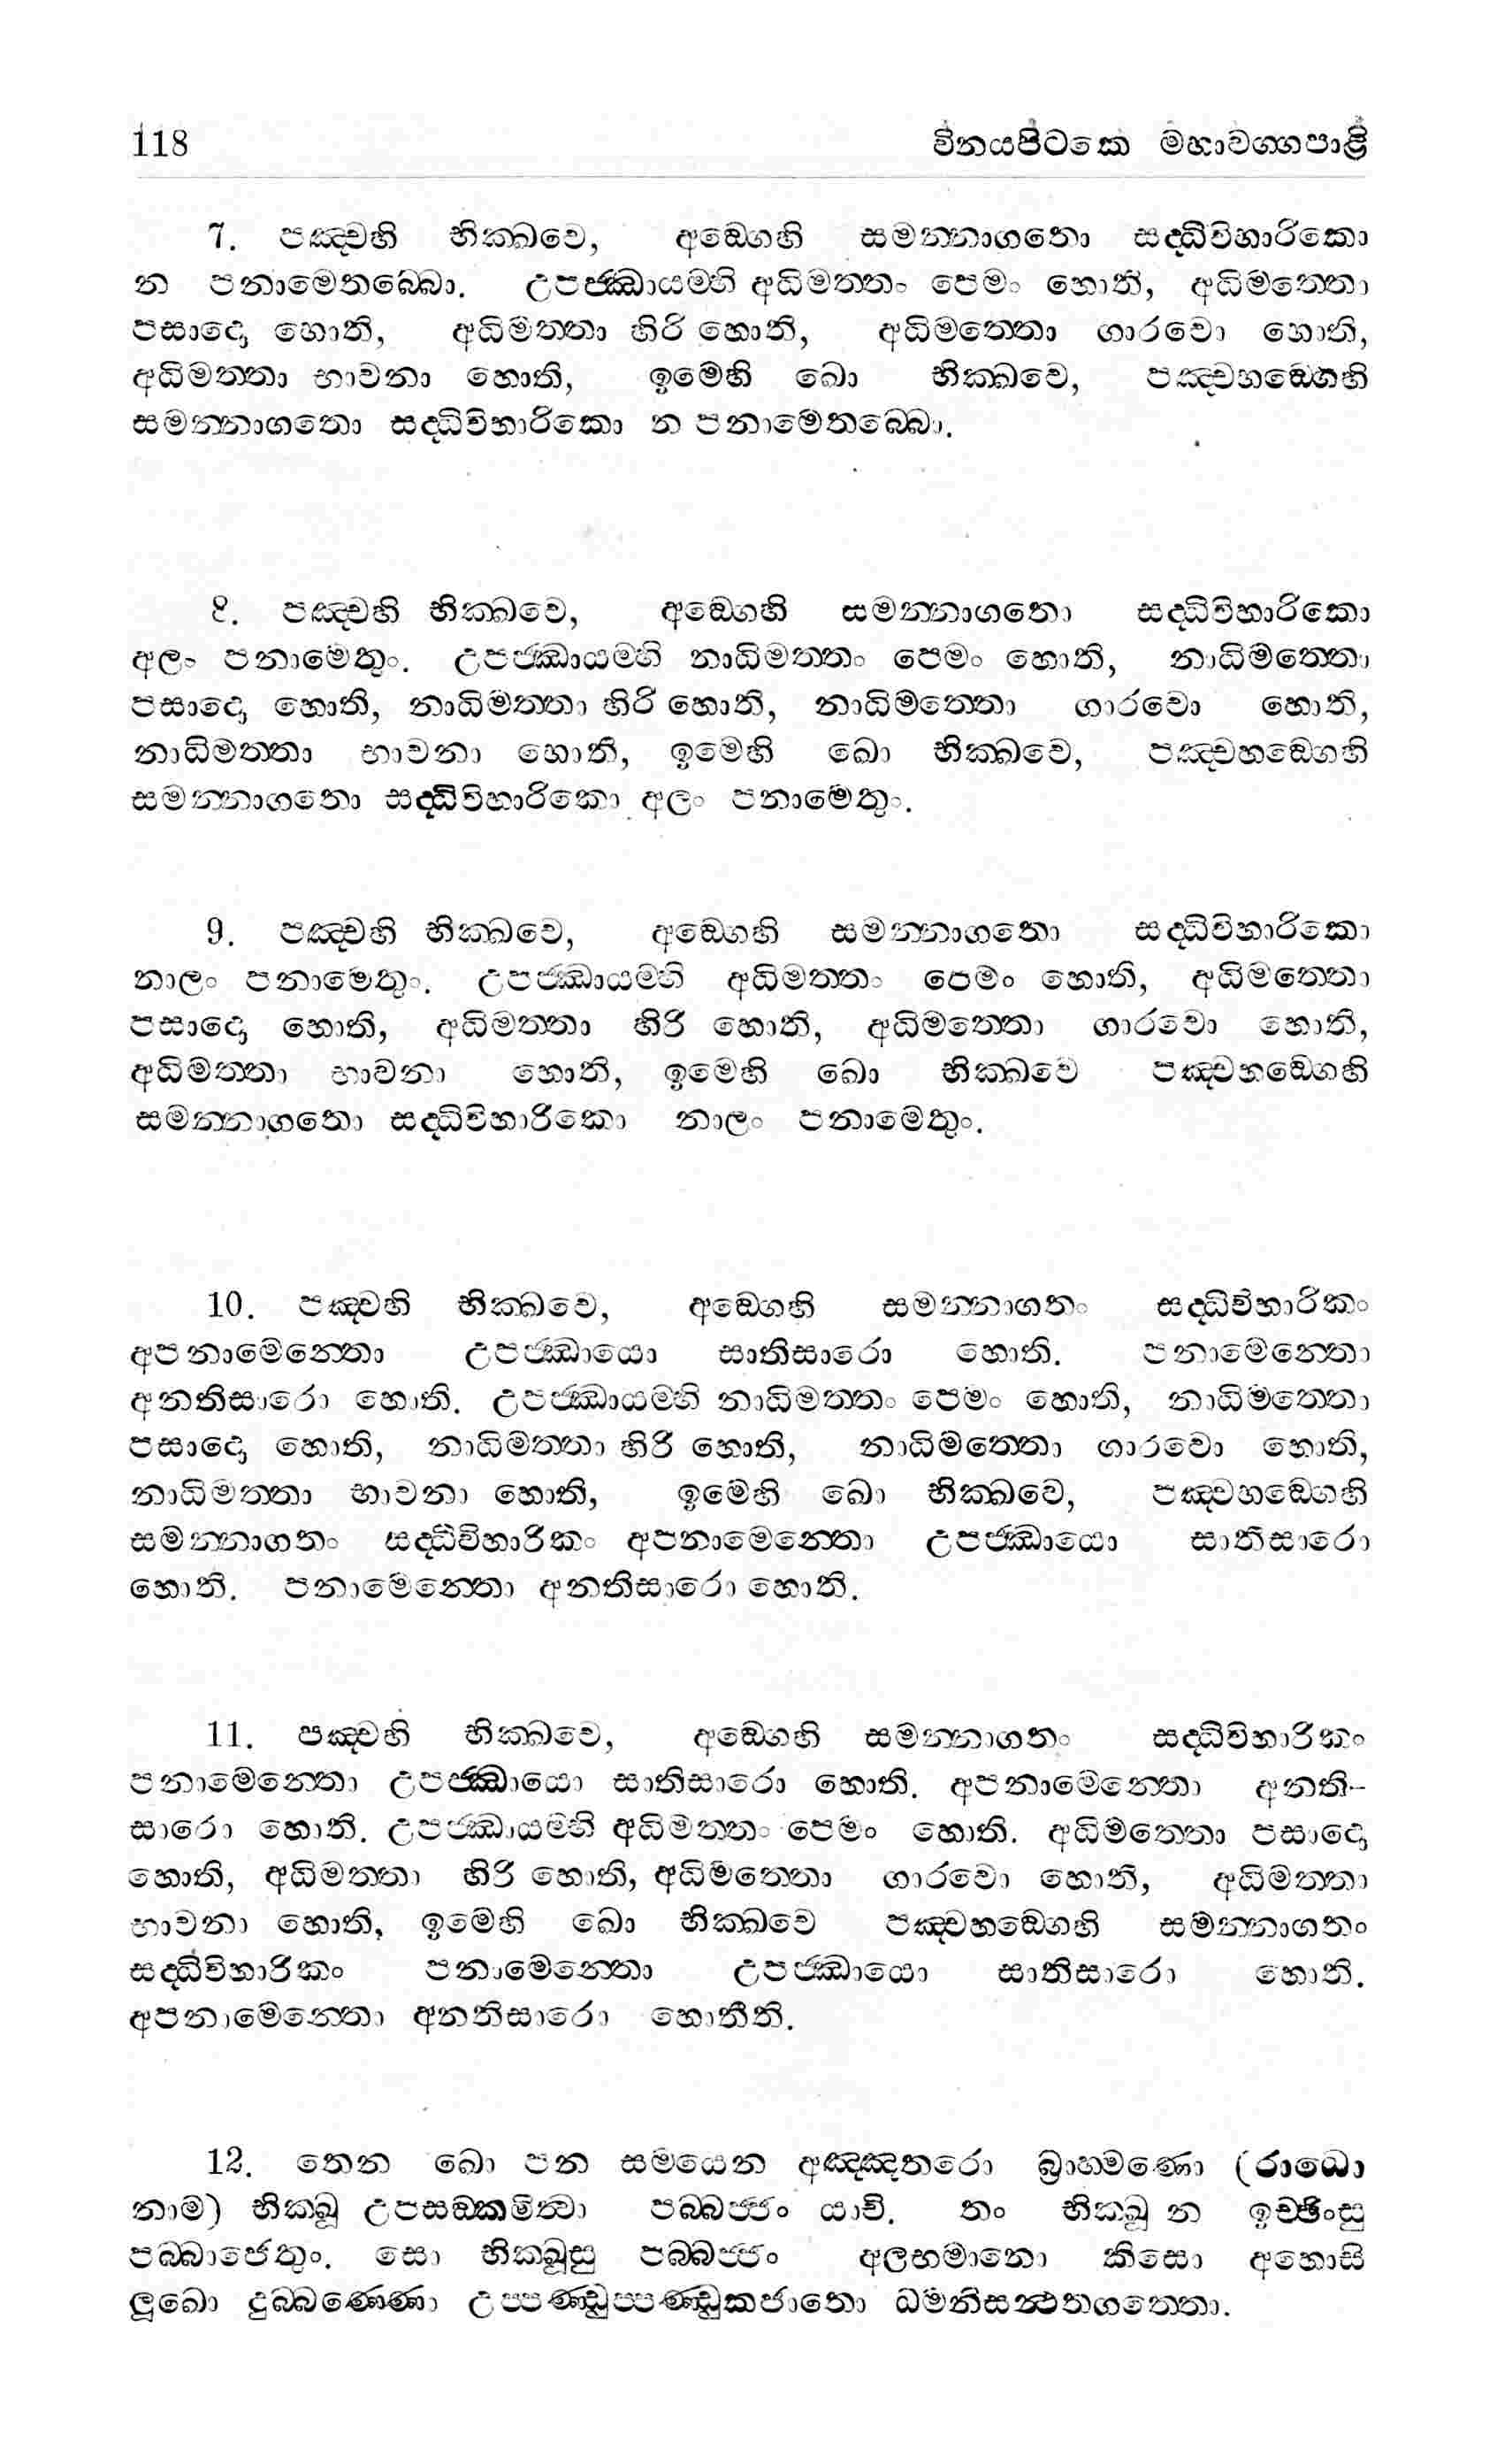 118 විනයපිටකෙ මහාවග්ගපාළි
7. පඤ්චහි භික්ඛවෙ, අඞ්ගෙහි සමන්නාගතො සද්ධිවිහාරිකො
න පනාමෙතබ්බො. උපජ්ඣායම්හි අධිමත්තං පෙමං හොති, අධිමත්තො
පසාදො හොති, අධිමත්තා හිරි හොති, අධිමත්තො ගාරවො හොති,
අධිමත්තා භාවනා හොති, ඉමෙහි ඛො භික්ඛවෙ, පඤ්චහඞ්ගෙහි
සමන්නාගතො සද්ධිවිහාරිකො න පනාමෙතබ්බො.
8. පඤ්චහි භික්ඛවෙ, අඞ්ගෙහි සමන්නාගතො සද්ධිවිහාරිකො
අලං පනාමෙතුං. උපජ්ඣායම්හි නාධිමත්තං පෙමං හොති, නාධිමත්තො
පසාදො හොති, නාධිමත්තා හිරි හොති, නාධිමත්තො ගාරවො හොති,
නාධිමත්තා භාවනා හොති, ඉමෙහි ඛො භික්ඛවෙ, පඤ්චහඞ්ගෙහි
සමන්නාගතො සද්ධිවිහාරිකො අලං පනාමෙතුං.
9. පඤ්චහි භික්ඛවෙ, අඞ්ගෙහි සමන්නාගතො සද්ධිවිහාරිකො
නාලං පනාමෙතුං. උපජ්ඣායම්හි අධිමත්තං පෙමං හොති, අධිමත්තො
පසාදො හොති, අධිමත්තා හිරි හොති, අධිමත්තො ගාරවො හොති,
අධිමත්තා භාවනා හොති, ඉමෙහි ඛො භික්ඛවෙ පඤ්චහඞ්ගෙහි
සමන්නාගතො සද්ධිවිහාරිකො නාලං පනාමෙතුං.
10. පඤ්චහි භික්ඛවෙ, අඞ්ගෙහි සමන්නාගතං සද්ධිවිහාරිකං
අපනාමෙන්තො උපජ්ඣායො සාතිසාරො හොති. පනාමෙන්තො
අනතිසාරො හොති. උපජ්ඣායම්හි නාධිමත්තං පෙමං හොති, නාධිමත්තො
පසාදො හොති, නාධිමත්තා හිරි හොති, නාධිමත්තො ගාරවො හොති,
නාධිමත්තා භාවනා හොති, ඉමෙහි ඛො භික්ඛවෙ, පඤ්චහඞ්ගෙහි
සමන්නාගතං සද්ධිවිහාරිකං අපනාමෙන්තො උපජ්ඣායො සාතිසාරො
හොති. පනාමෙන්තො අනතිසාරො හොති.
11. පඤ්චහි භික්ඛවෙ, අඞ්ගෙහි සමන්නාගතං සද්ධිවිහාරිකං
පනාමෙන්තො උපජ්ඣායො සාතිසාරො හොති. අපනාමෙන්තො අනති-
සාරො හොති. උපජ්ඣායම්හි අධිමත්තං පෙමං හොති. අධිමත්තො පසාදො
හොති, අධිමත්තා හිරි හොති, අධිමත්තො ගාරවො හොති, අධිමත්තා
භාවනා හොති, ඉමෙහි ඛො භික්ඛවෙ පඤ්චහඞ්ගෙහි සමන්නාගතං
සද්ධිවිහාරිකං පනාමෙන්තො උපජ්ඣායො සාතිසාරො හොති.
අපනාමෙන්තො අනතිසාරො හොතීති.
12. තෙන ඛො පන සමයෙන අඤ්ඤතරො බ්‍රාහ්මණො (රාධො
නාම) භික්ඛූ උපසඞ්කමිත්වා පබ්බජ්ජං යාචි. තං භික්ඛූ න ඉච්ඡිංසු
පබ්බාජෙතුං. සො භික්ඛූසු පබ්බජ්ජං අලභමානො කිසො අහොසි
ලූඛො දුබ්බණ්ණො උප්පණ්ඩුප්පණ්ඩුකජාතො ධමනිසන්ථතගත්තො.